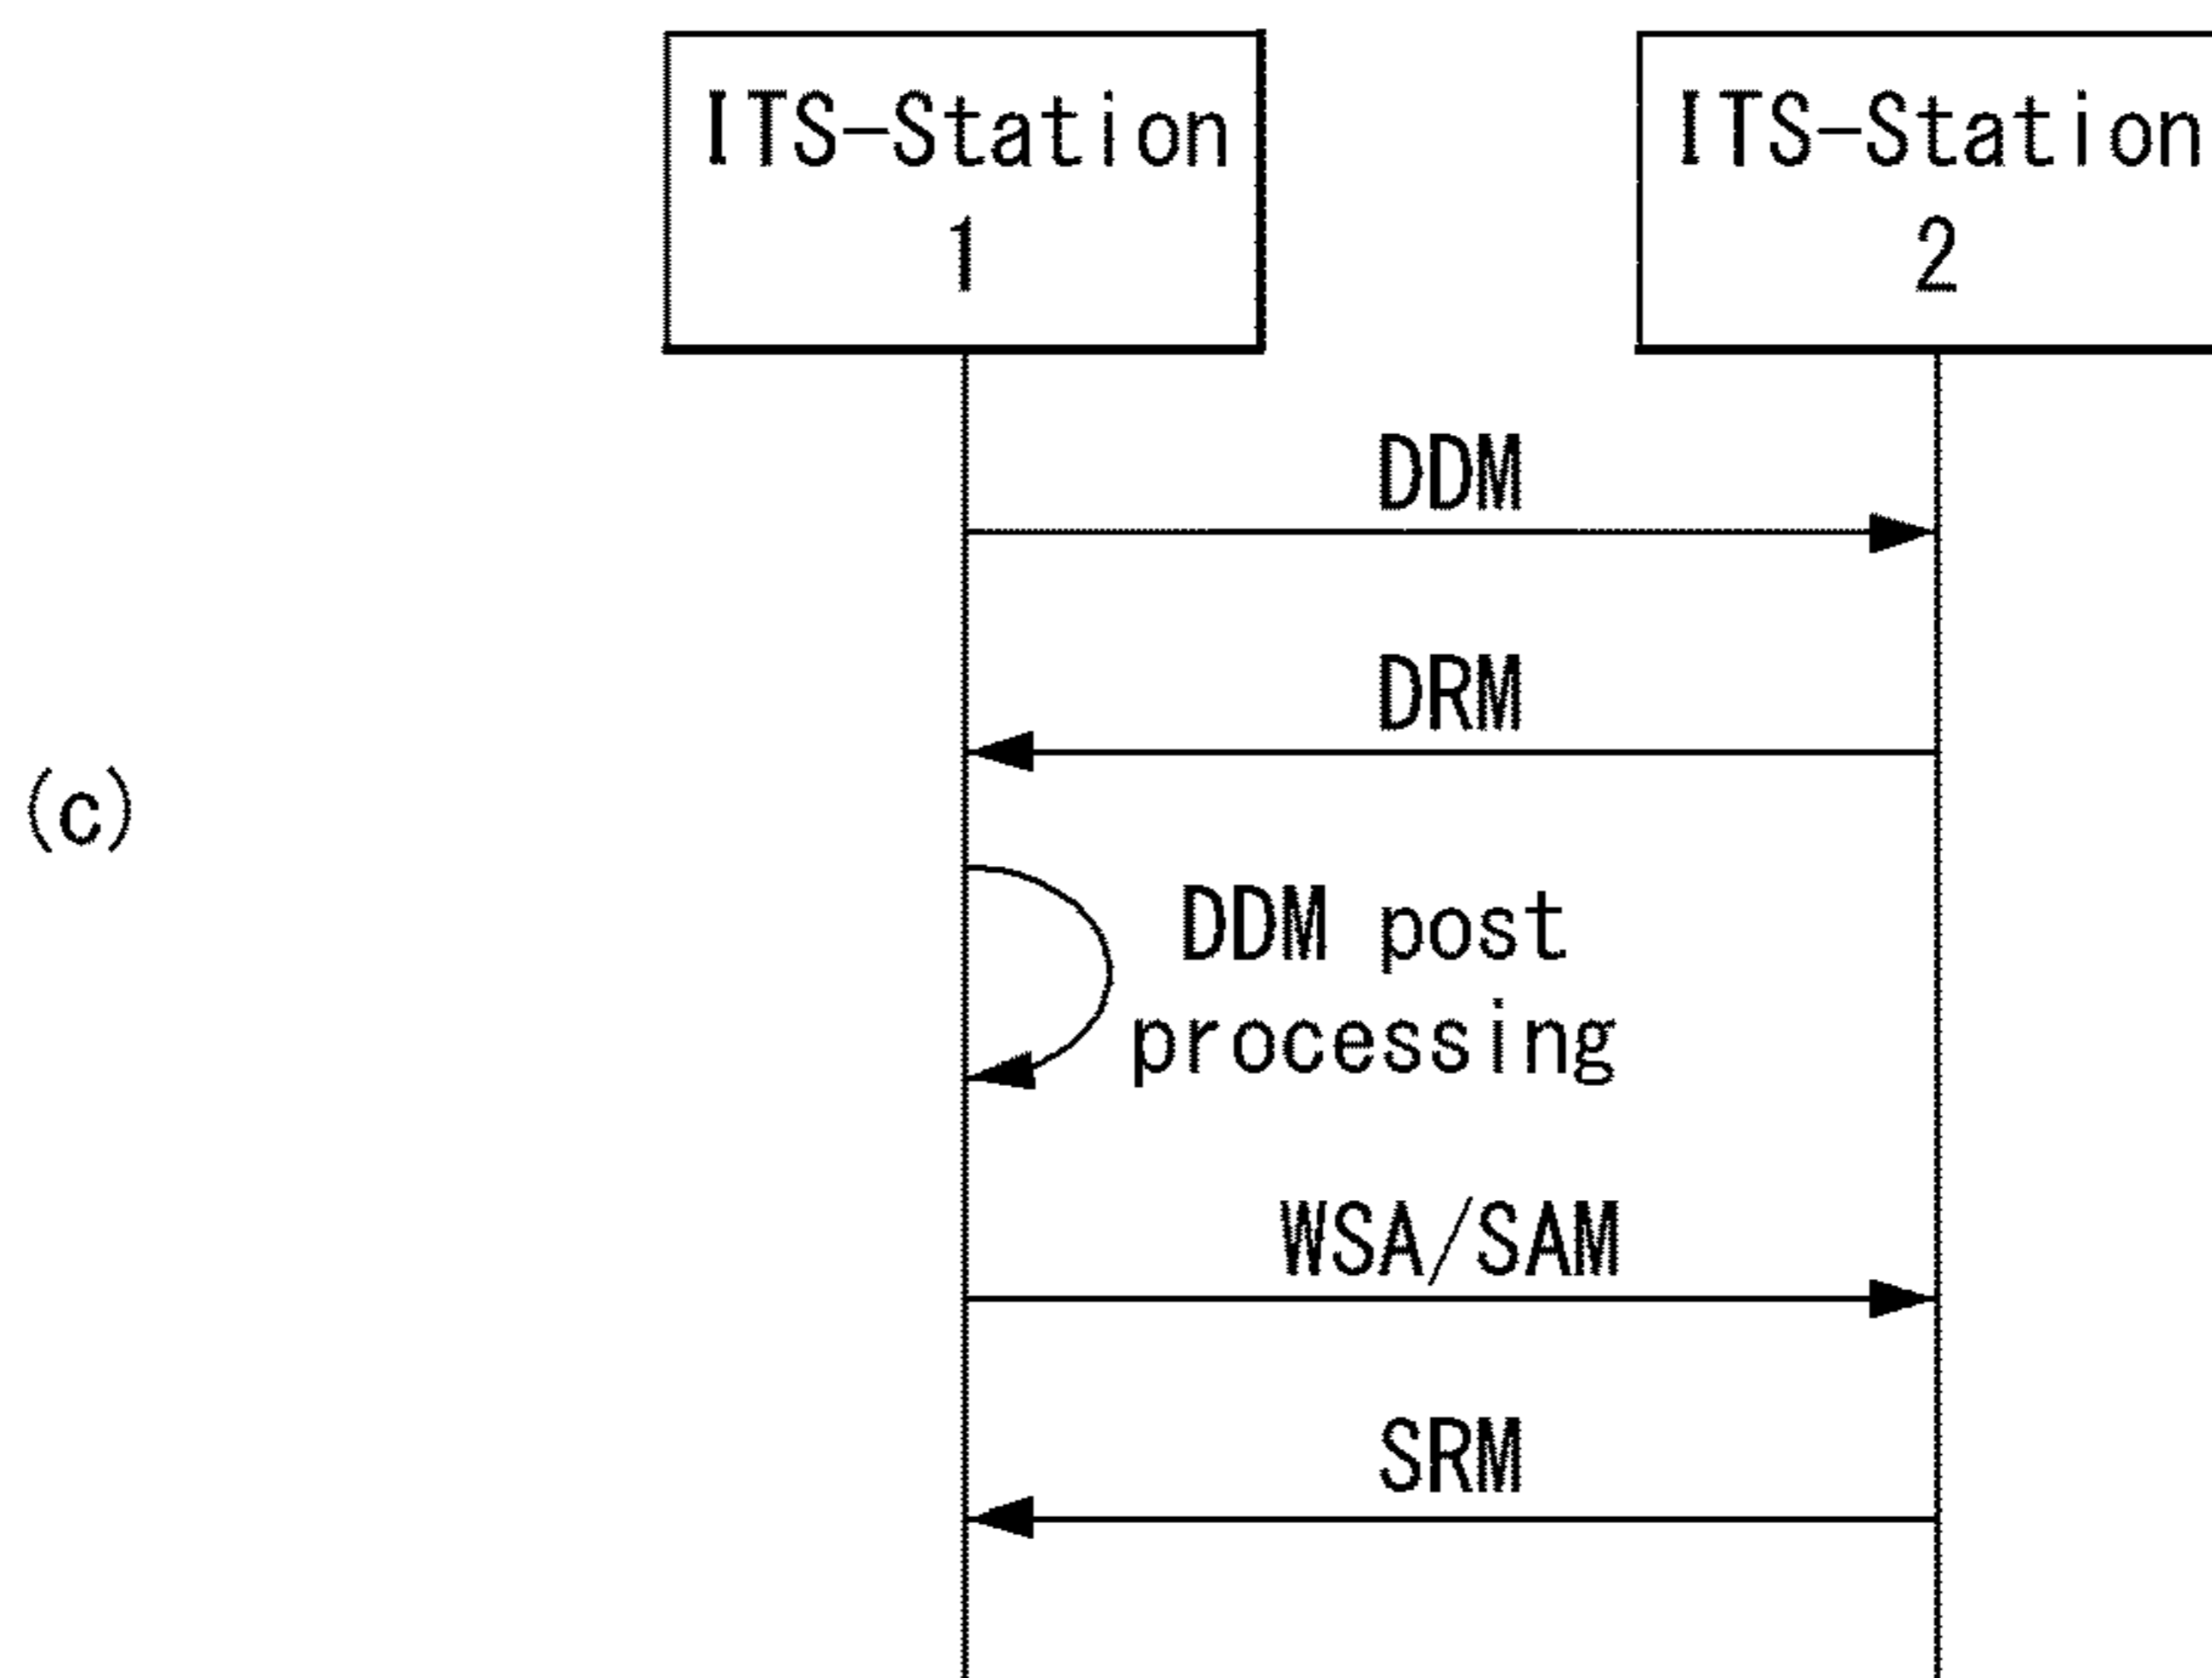 ITS-Station
1
ITS-Station
2
DDM
DRM
(c)
DDM post
processing
WSA/SAM
SRM